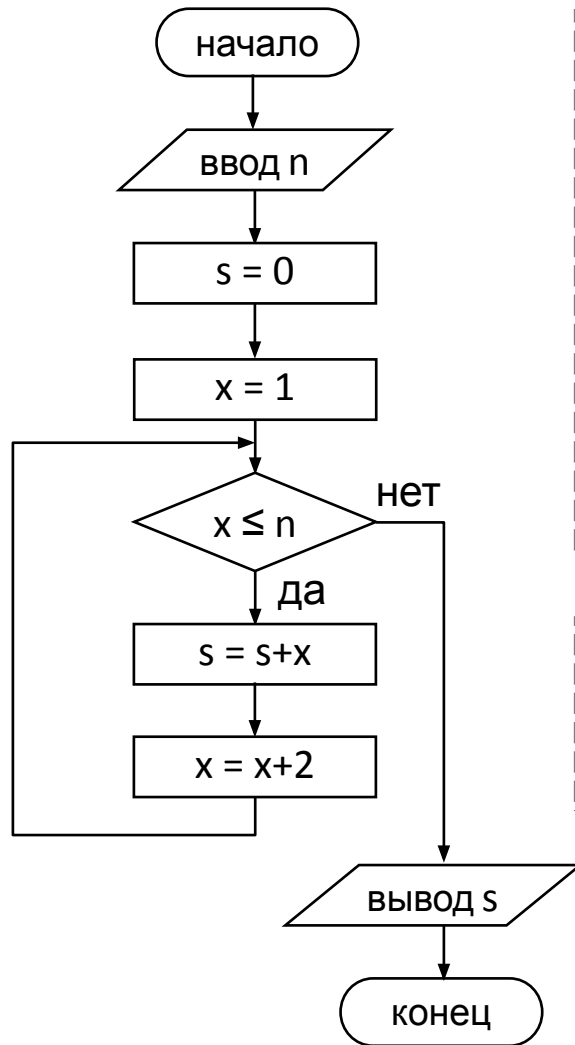 начало
ввод n
s = 0
x = 1
x ≤ n
нет
да
s = s+x
x = x+2
вывод s
конец